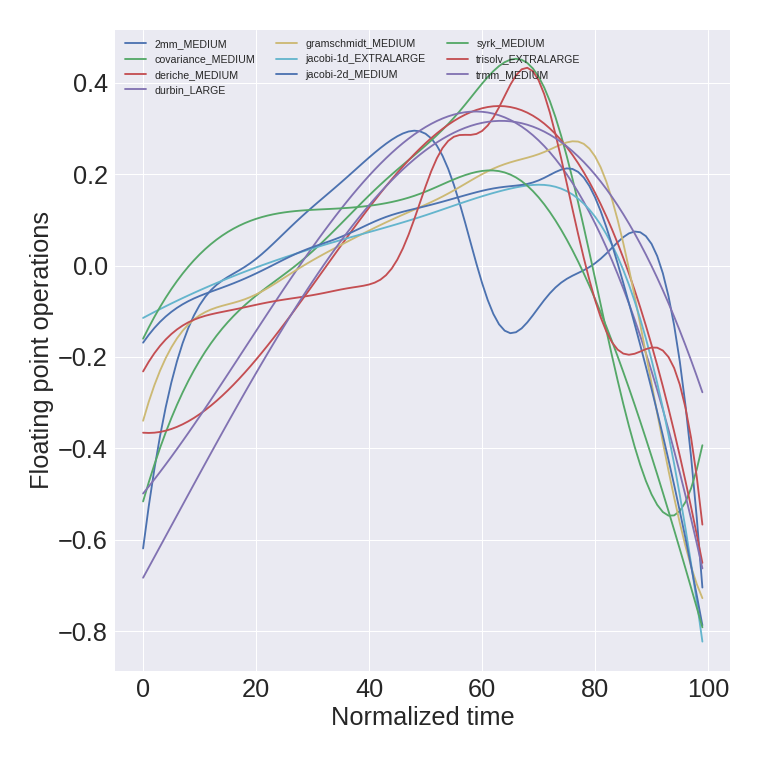 2mm_MEDIUM
covariance_MEDIUM
deriche_MEDIUM
durbin_LARGE
gramschmidt_MEDIUM
jacobi-1d_EXTRALARGE
jacobi-2d_MEDIUM
syrk_MEDIUM
trisolv_EXTRALARGE
trmm_MEDIUM
Floating point operations
0.4
0.2
0.0
−0.2
−0.4
−0.6
−0.8
0 20 40 60 80 100
Normalized time